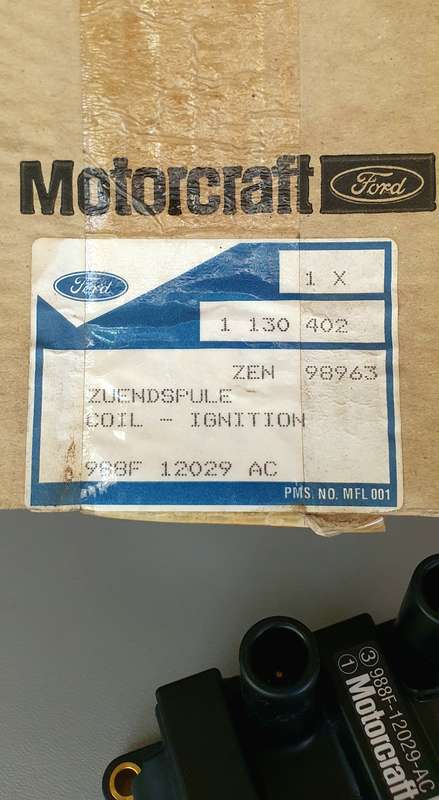 Motorcraft Ford
Ford
1 X
1 130 402
ZEN 98963
ZUENDSPULE
COIL - IGNITION
988F 12029 AC
PMS. NO. MFL 001
③ 988F-12029-AC
① Motorcraft